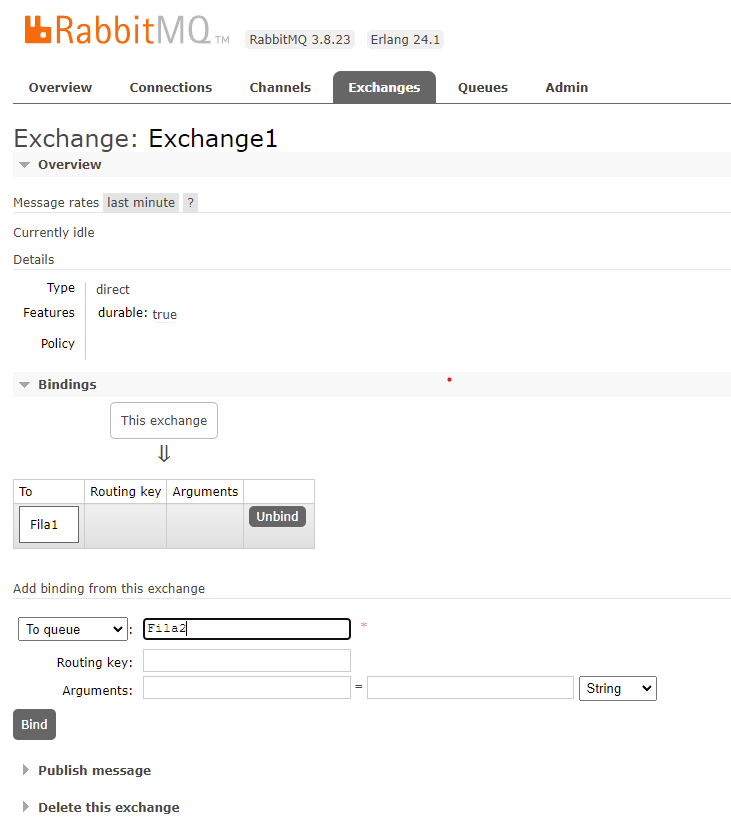 RabbitMQ TM RabbitMQ 3.8.23 Erlang 24.1
Overview Connections Channels Exchanges Queues Admin
Exchange: Exchange1
Overview
Message rates last minute ?
Currently idle
Details
Type direct
Features durable: true
Policy
Bindings
This exchange
⇓
To Routing key Arguments
Fila1 Unbind
Add binding from this exchange
To queue : Fila2 *
Routing key:
Arguments: = String
Bind
Publish message
Delete this exchange